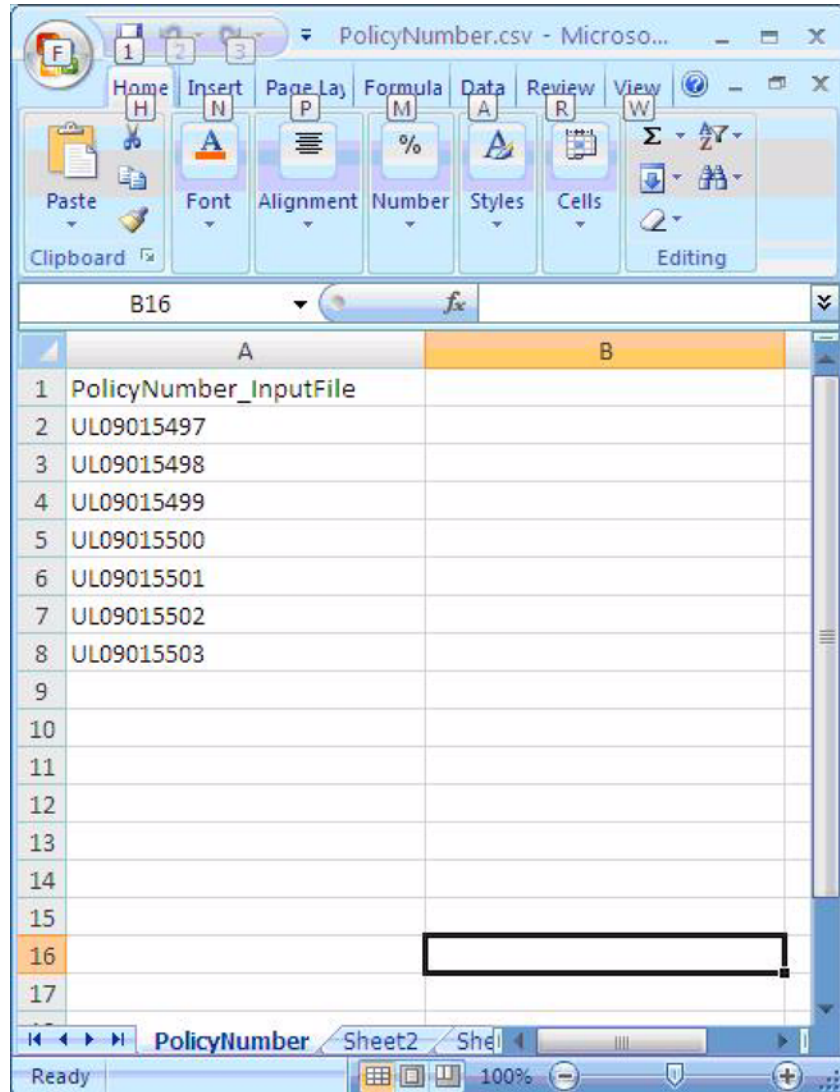 F 1 2 3 PolicyNumber.csv - Microso...
Home Insert Page Lay Formula Data Review View
H N P M A R W
Paste Font Alignment Number Styles Cells
Clipboard Editing
B16 fx
A B
1 PolicyNumber_InputFile
2 UL09015497
3 UL09015498
4 UL09015499
5 UL09015500
6 UL09015501
7 UL09015502
8 UL09015503
9
10
11
12
13
14
15
16
17
PolicyNumber Sheet2 She
Ready 100%